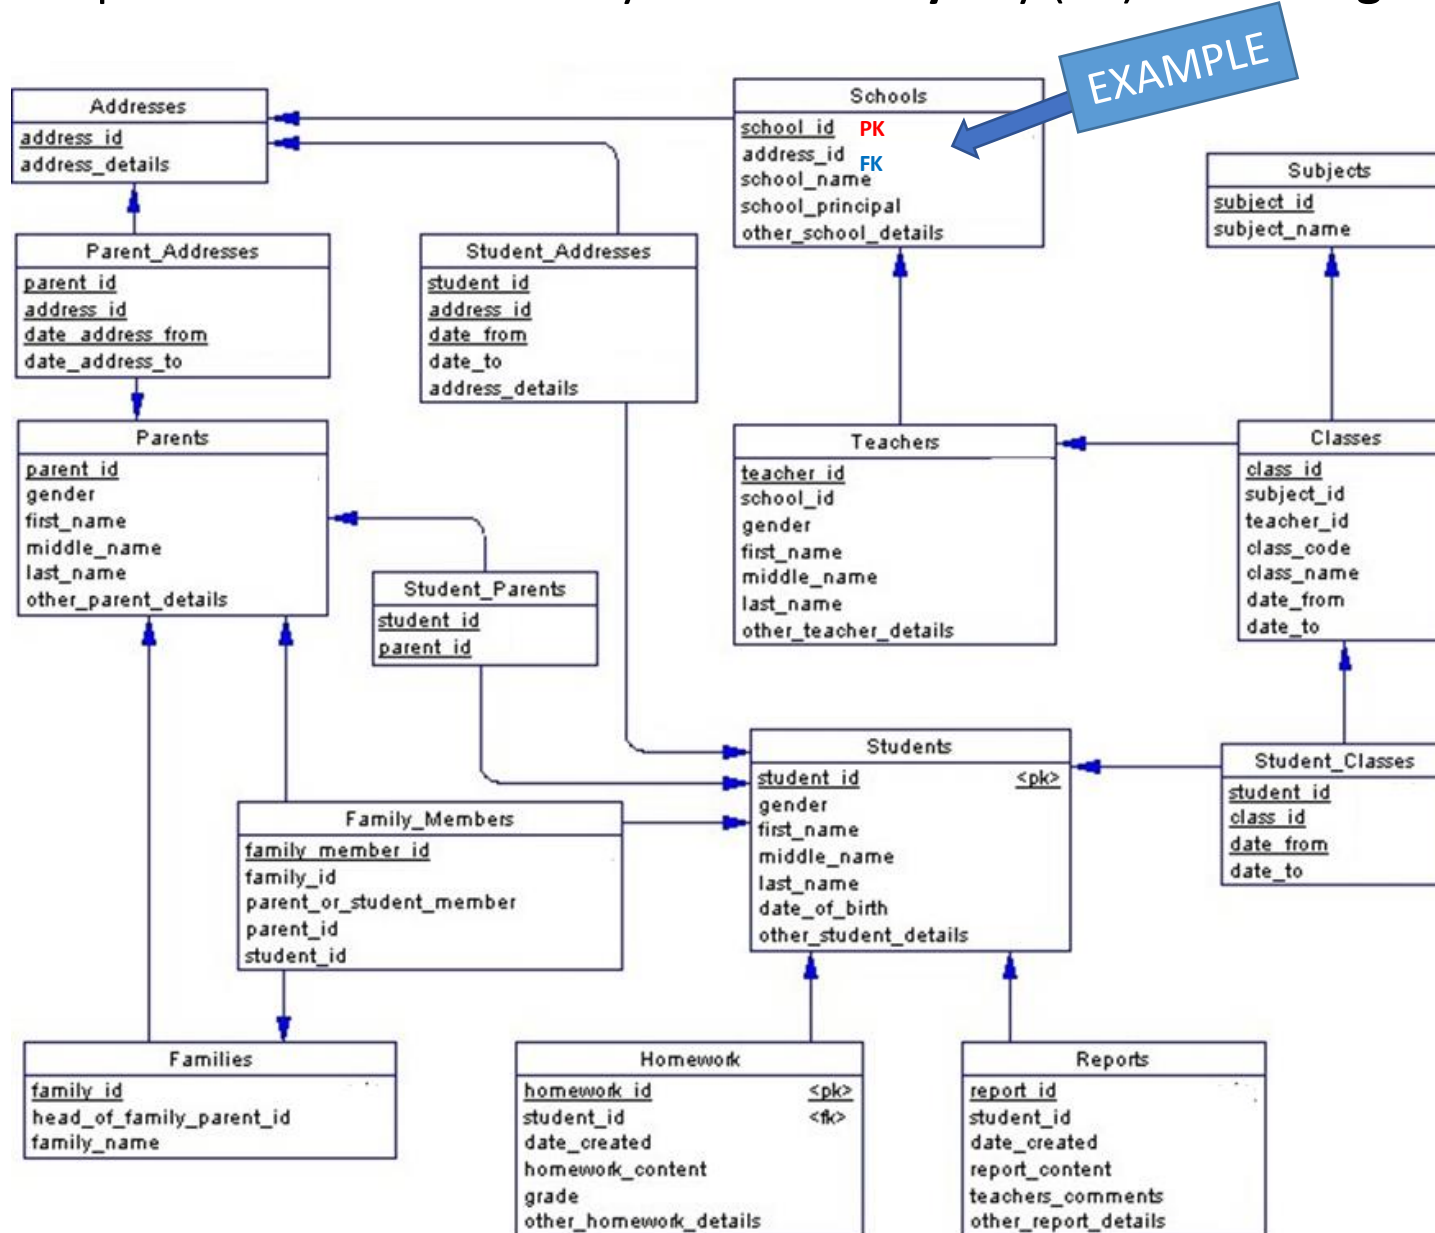 EXAMPLE
Addresses
address_id
address_details
Schools
school_id PK
address_id FK
school_name
school_principal
other_school_details
Subjects
subject_id
subject_name
Parent_Addresses
parent_id
address_id
date_address_from
date_address_to
Student_Addresses
student_id
address_id
date_from
date_to
address_details
Parents
parent_id
gender
first_name
middle_name
last_name
other_parent_details
Teachers
teacher_id
school_id
gender
first_name
middle_name
last_name
other_teacher_details
Classes
class_id
subject_id
teacher_id
class_code
class_name
date_from
date_to
Student_Parents
student_id
parent_id
Students
student_id <pk>
gender
first_name
middle_name
last_name
date_of_birth
other_student_details
Student_Classes
student_id
class_id
date_from
date_to
Family_Members
family_member_id
family_id
parent_or_student_member
parent_id
student_id
Families
family_id
head_of_family_parent_id
family_name
Homework
homework_id <pk>
student_id <fk>
date_created
homework_content
grade
other_homework_details
Reports
report_id
student_id
date_created
report_content
teachers_comments
other_report_details